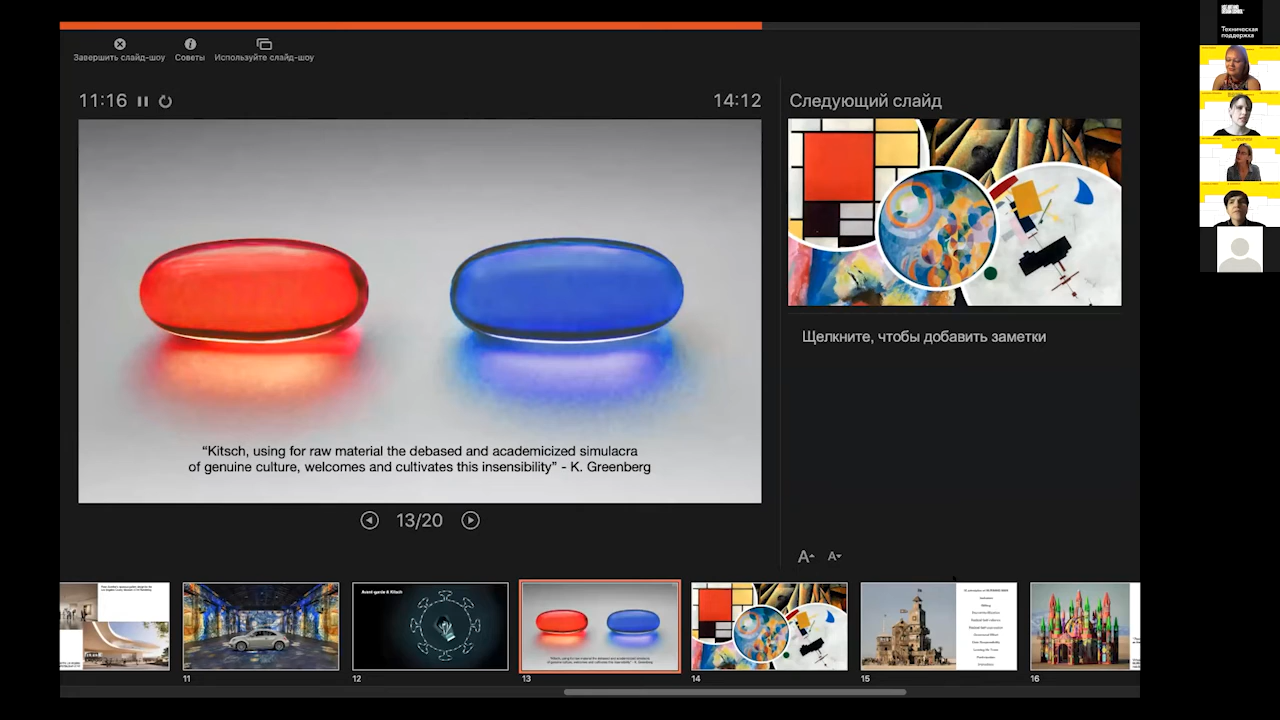 Техническая
поддержка
Завершить слайд-шоу
Советы
Используйте слайд-шоу
11:16
14:12
Следующий слайд
“Kitsch, using for raw material the debased and academicized simulacra
of genuine culture, welcomes and cultivates this insensibility” - K. Greenberg
Щелкните, чтобы добавить заметки
13/20
A
A
Avant-garde & Kitsch
11
12
13
14
15
16